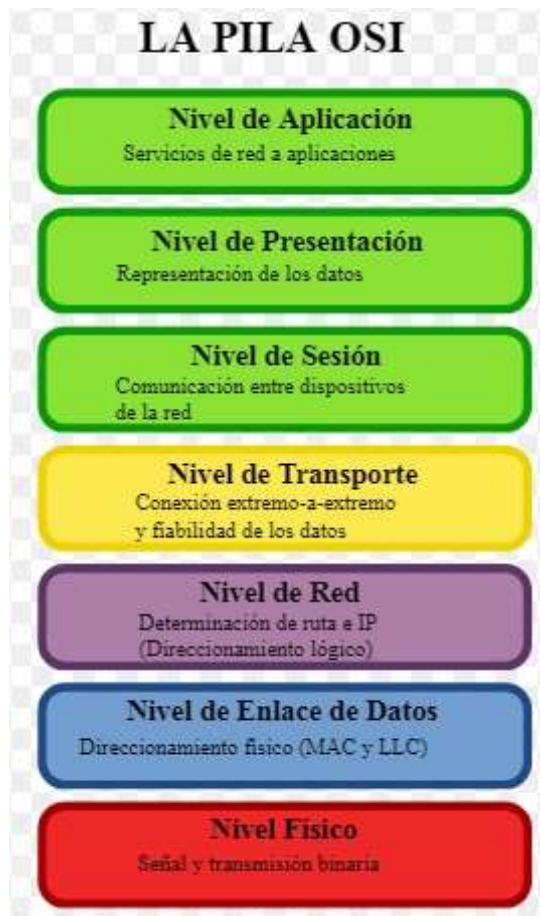 LA PILA OSI
Nivel de Aplicación
Servicios de red a aplicaciones
Nivel de Presentación
Representación de los datos
Nivel de Sesión
Comunicación entre dispositivos
de la red
Nivel de Transporte
Conexión extremo-a-extremo
y fiabilidad de los datos
Nivel de Red
Determinación de ruta e IP
(Direccionamiento lógico)
Nivel de Enlace de Datos
Direccionamiento físico (MAC y LLC)
Nivel Físico
Señal y transmisión binaria